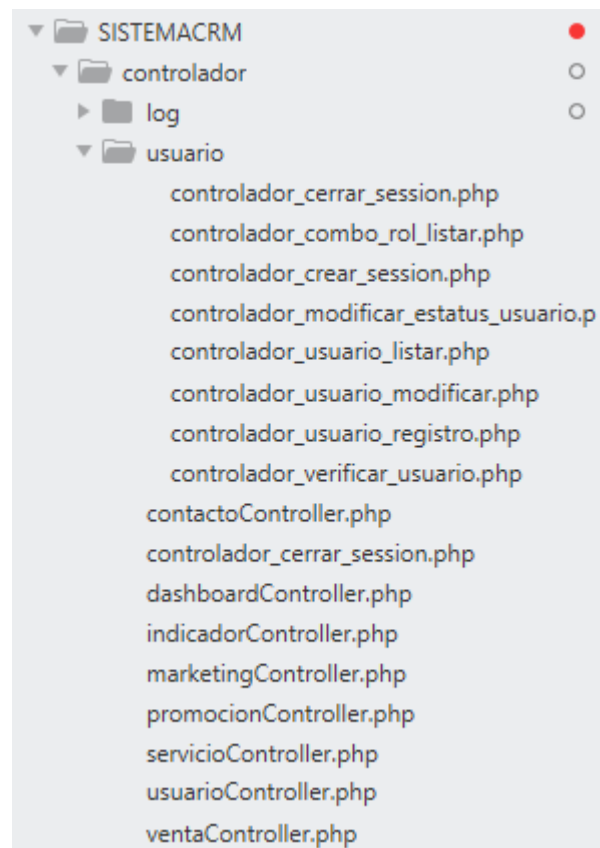 SISTEMACRM
controlador
log
usuario
controlador_cerrar_session.php
controlador_combo_rol_listar.php
controlador_crear_session.php
controlador_modificar_estatus_usuario.p
controlador_usuario_listar.php
controlador_usuario_modificar.php
controlador_usuario_registro.php
controlador_verificar_usuario.php
contactoController.php
controlador_cerrar_session.php
dashboardController.php
indicadorController.php
marketingController.php
promocionController.php
servicioController.php
usuarioController.php
ventaController.php